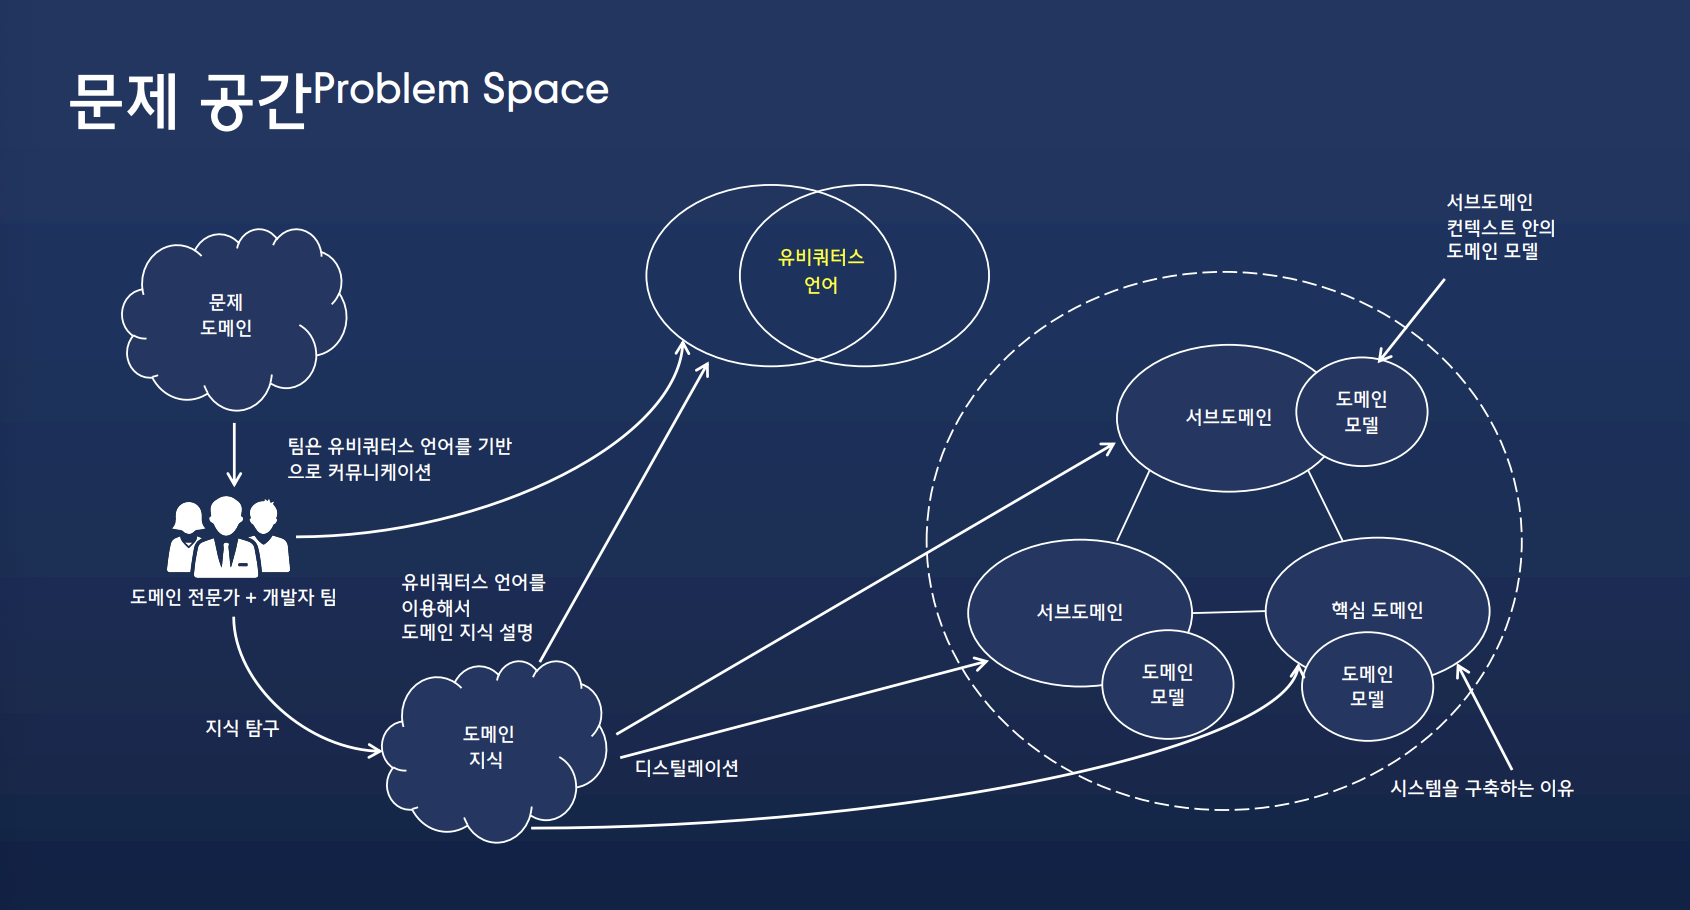 문제 공간Problem Space
문제
도메인
팀은 유비쿼터스 언어를 기반
으로 커뮤니케이션
도메인 전문가 + 개발자 팀
지식 탐구
유비쿼터스 언어를
이용해서
도메인 지식 설명
도메인
지식
디스틸레이션
유비쿼터스
언어
서브도메인
컨텍스트 안의
도메인 모델
서브도메인
도메인
모델
서브도메인
도메인
모델
핵심 도메인
도메인
모델
시스템을 구축하는 이유